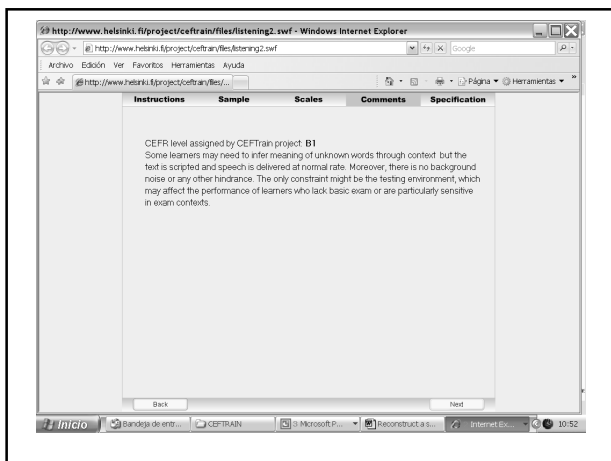 http://www.helsinki.fi/project/ceftrain/files/listening2.swf - Windows Internet Explorer
http://www.helsinki.fi/project/ceftrain/files/listening2.swf
Google
Archivo Edición Ver Favoritos Herramientas Ayuda
http://www.helsinki.fi/project/ceftrain/files/... Página Herramientas »
Instructions Sample Scales Comments Specification
CEFR level assigned by CEFTrain project: B1
Some learners may need to infer meaning of unknown words through context but the
text is scripted and speech is delivered at normal rate. Moreover, there is no background
noise or any other hindrance. The only constraint might be the testing environment, which
may affect the performance of learners who lack basic exam or are particularly sensitive
in exam contexts.
Back Next
Inicio Bandeja de entr... CEFTRAIN 3 Microsoft P... Reconstruct a s... Internet Ex... 10:52